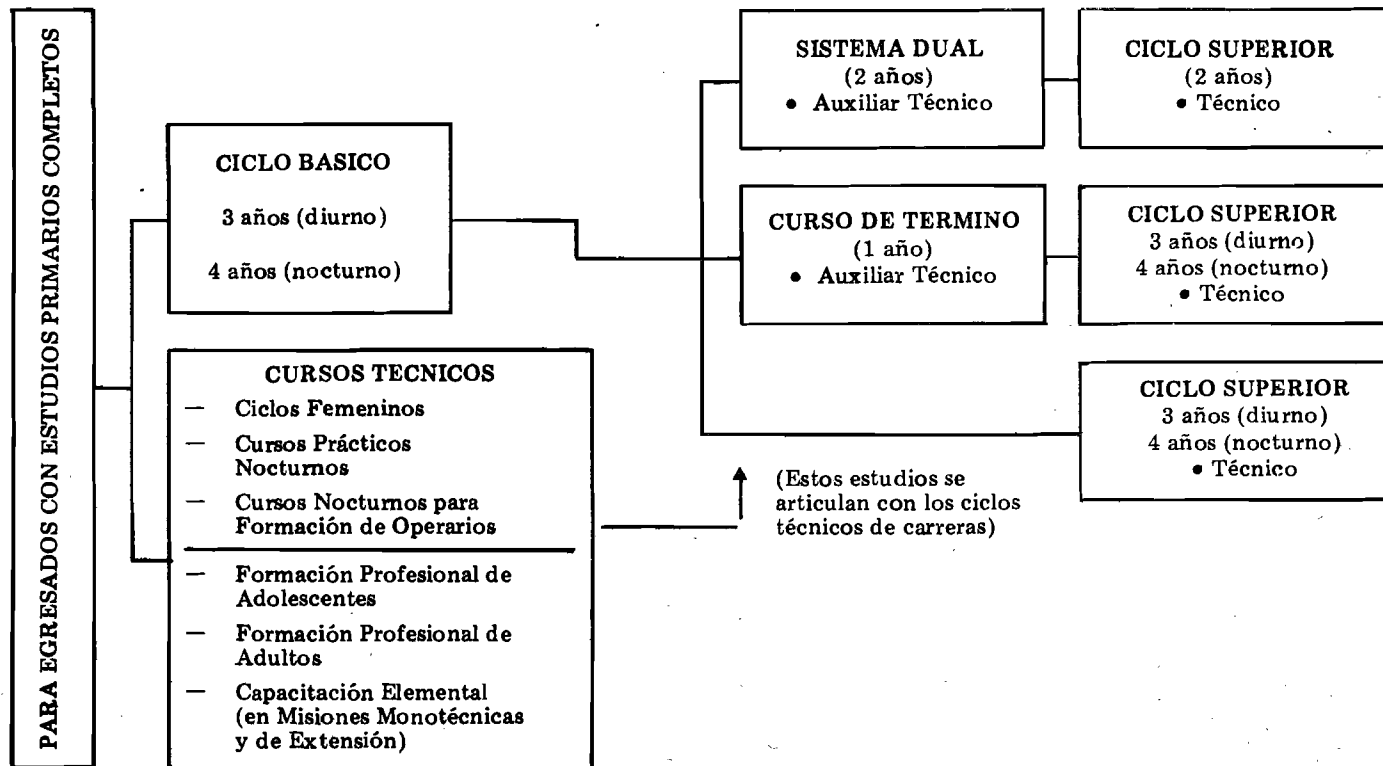 PARA EGRESADOS CON ESTUDIOS PRIMARIOS COMPLETOS
CICLO BASICO
3 años (diurno)
4 años (nocturno)
CURSOS TECNICOS
— Ciclos Femeninos
— Cursos Prácticos
Nocturnos
— Cursos Nocturnos para
Formación de Operarios
— Formación Profesional de
Adolescentes
— Formación Profesional de
Adultos
— Capacitación Elemental
(en Misiones Monotécnicas
y de Extensión)
SISTEMA DUAL
(2 años)
• Auxiliar Técnico
CICLO SUPERIOR
(2 años)
• Técnico
CURSO DE TERMINO
(1 año)
• Auxiliar Técnico
CICLO SUPERIOR
3 años (diurno)
4 años (nocturno)
• Técnico
CICLO SUPERIOR
3 años (diurno)
4 años (nocturno)
• Técnico
(Estos estudios se
articulan con los ciclos
técnicos de carreras)